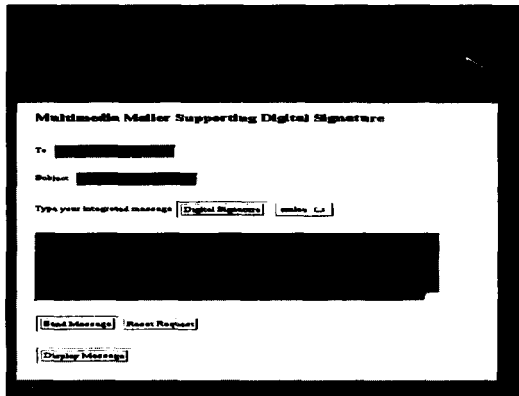 Multimedia Mailer Supporting Digital Signature
To
Subject
Type your integrated message Digital Signature
Send Message Reset Request
Display Message